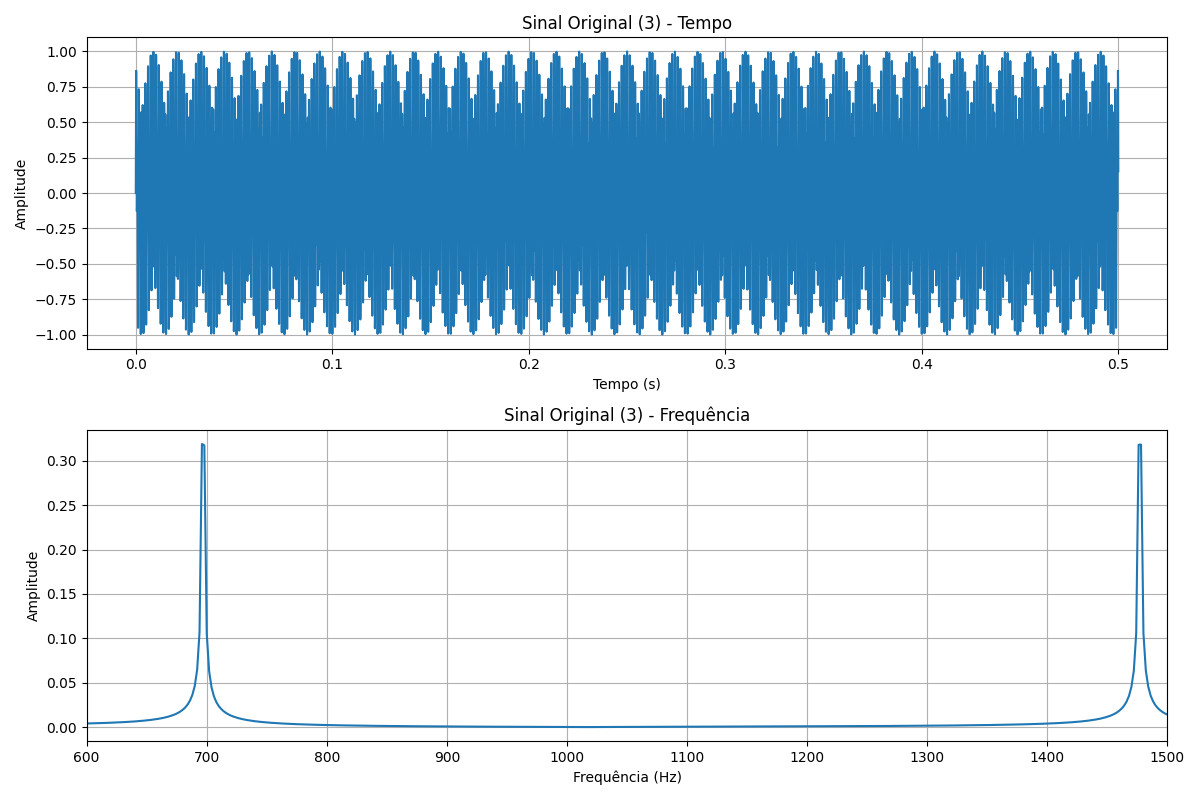 Sinal Original (3) - Tempo
1.00
0.75
0.50
0.25
0.00
−0.25
−0.50
−0.75
−1.00
Amplitude
0.0 0.1 0.2 0.3 0.4 0.5
Tempo (s)
Sinal Original (3) - Frequência
0.30
0.25
0.20
0.15
0.10
0.05
0.00
Amplitude
600 700 800 900 1000 1100 1200 1300 1400 1500
Frequência (Hz)